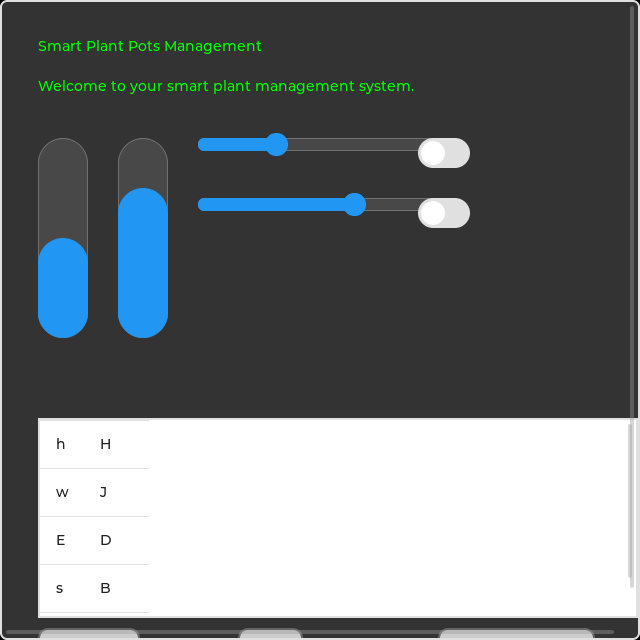 Smart Plant Pots Management
Welcome to your smart plant management system.
h H
w J
E D
s B